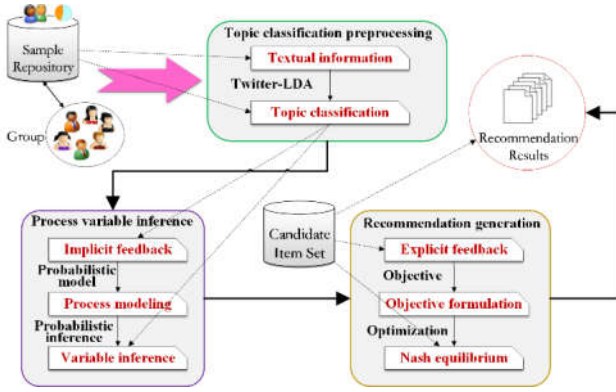 Sample
Repository
Group
Topic classification preprocessing
Textual information
Twitter-LDA
Topic classification
Recommendation
Results
Process variable inference
Implicit feedback
Probabilistic
model
Process modeling
Probabilistic
inference
Variable inference
Candidate
Item Set
Recommendation generation
Explicit feedback
Objective
Objective formulation
Optimization
Nash equilibrium